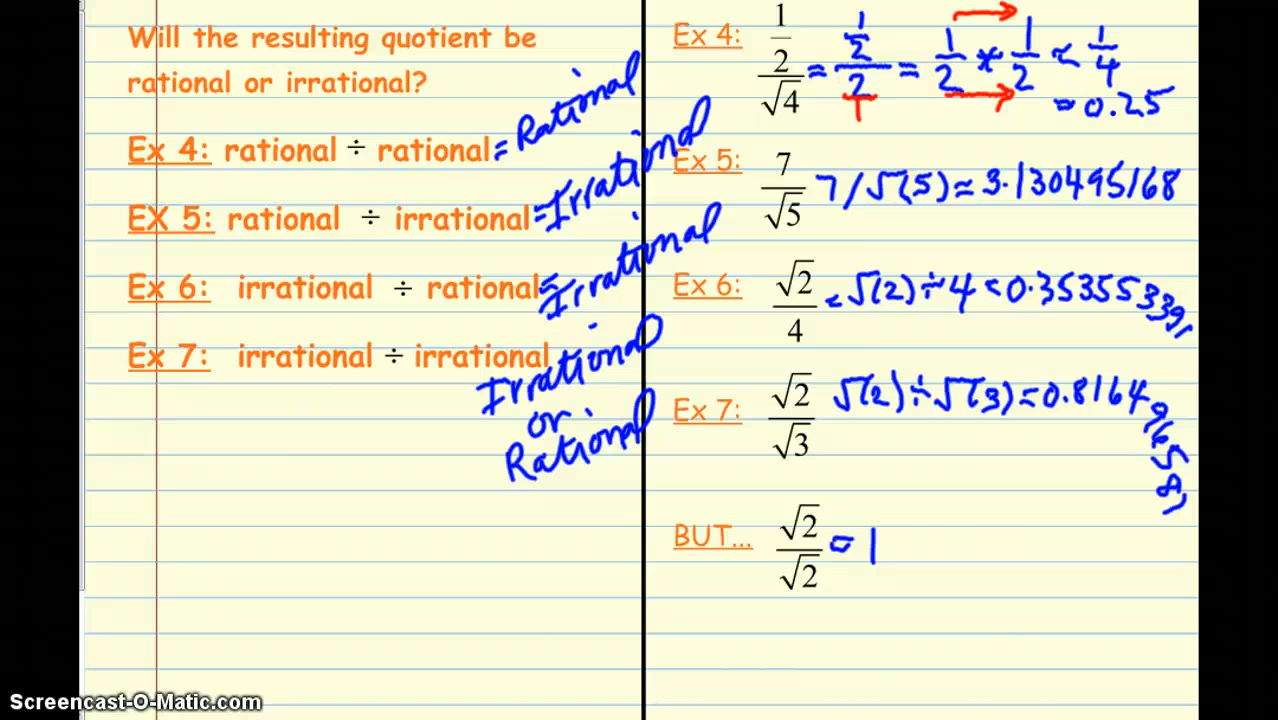 Will the resulting quotient be
rational or irrational?
Ex 4: rational ÷ rational = Rational
EX 5: rational ÷ irrational = Irrational
Ex 6: irrational ÷ rational = Irrational
Ex 7: irrational ÷ irrational
Irrational
or
Rational
Ex 4: 1/2/√4 = 1/2/2 = 1/2 * 1/2 = 1/4
1
= 0.25
Ex 5: 7/√5 7/√(5) ≈ 3.130495168
Ex 6: √2/4 = √(2) ÷ 4 = 0.3535533391
Ex 7: √2/√3 √(2) ÷ √(3) = 0.816496581
BUT... √2/√2 = 1
Screencast-O-Matic.com